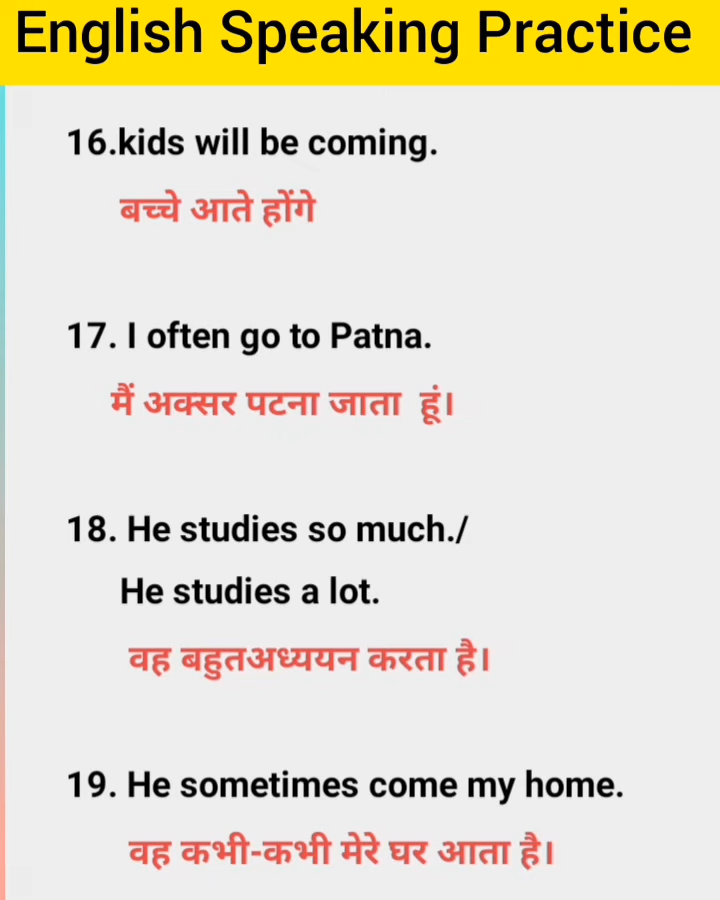 English Speaking Practice
16.kids will be coming.
बच्चे आते होंगे
17. I often go to Patna.
मैं अक्सर पटना जाता हूं।
18. He studies so much./
He studies a lot.
वह बहुतअध्ययन करता है।
19. He sometimes come my home.
वह कभी-कभी मेरे घर आता है।